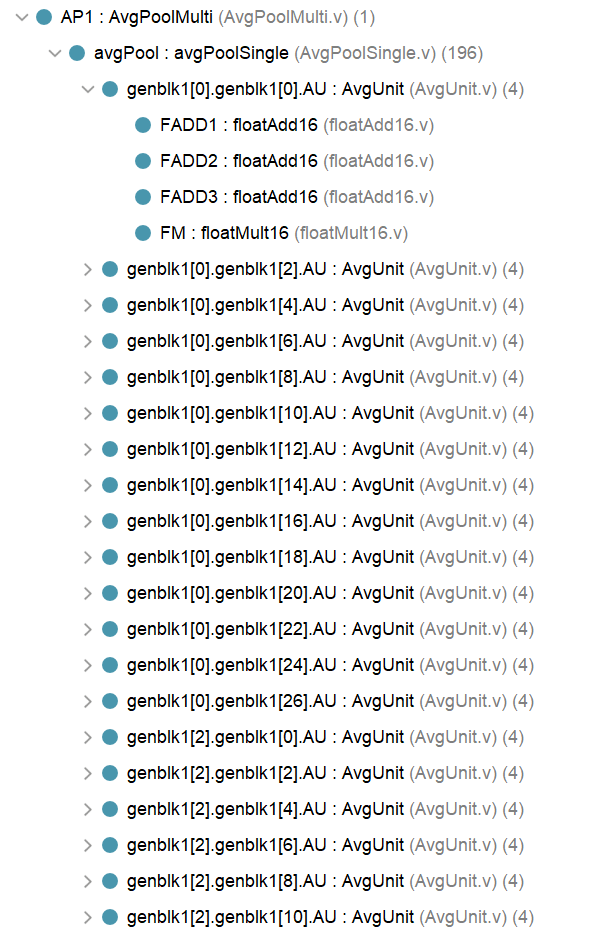 AP1 : AvgPoolMulti (AvgPoolMulti.v) (1)
avgPool : avgPoolSingle (AvgPoolSingle.v) (196)
genblk1[0].genblk1[0].AU : AvgUnit (AvgUnit.v) (4)
FADD1 : floatAdd16 (floatAdd16.v)
FADD2 : floatAdd16 (floatAdd16.v)
FADD3 : floatAdd16 (floatAdd16.v)
FM : floatMult16 (floatMult16.v)
genblk1[0].genblk1[2].AU : AvgUnit (AvgUnit.v) (4)
genblk1[0].genblk1[4].AU : AvgUnit (AvgUnit.v) (4)
genblk1[0].genblk1[6].AU : AvgUnit (AvgUnit.v) (4)
genblk1[0].genblk1[8].AU : AvgUnit (AvgUnit.v) (4)
genblk1[0].genblk1[10].AU : AvgUnit (AvgUnit.v) (4)
genblk1[0].genblk1[12].AU : AvgUnit (AvgUnit.v) (4)
genblk1[0].genblk1[14].AU : AvgUnit (AvgUnit.v) (4)
genblk1[0].genblk1[16].AU : AvgUnit (AvgUnit.v) (4)
genblk1[0].genblk1[18].AU : AvgUnit (AvgUnit.v) (4)
genblk1[0].genblk1[20].AU : AvgUnit (AvgUnit.v) (4)
genblk1[0].genblk1[22].AU : AvgUnit (AvgUnit.v) (4)
genblk1[0].genblk1[24].AU : AvgUnit (AvgUnit.v) (4)
genblk1[0].genblk1[26].AU : AvgUnit (AvgUnit.v) (4)
genblk1[2].genblk1[0].AU : AvgUnit (AvgUnit.v) (4)
genblk1[2].genblk1[2].AU : AvgUnit (AvgUnit.v) (4)
genblk1[2].genblk1[4].AU : AvgUnit (AvgUnit.v) (4)
genblk1[2].genblk1[6].AU : AvgUnit (AvgUnit.v) (4)
genblk1[2].genblk1[8].AU : AvgUnit (AvgUnit.v) (4)
genblk1[2].genblk1[10].AU : AvgUnit (AvgUnit.v) (4)